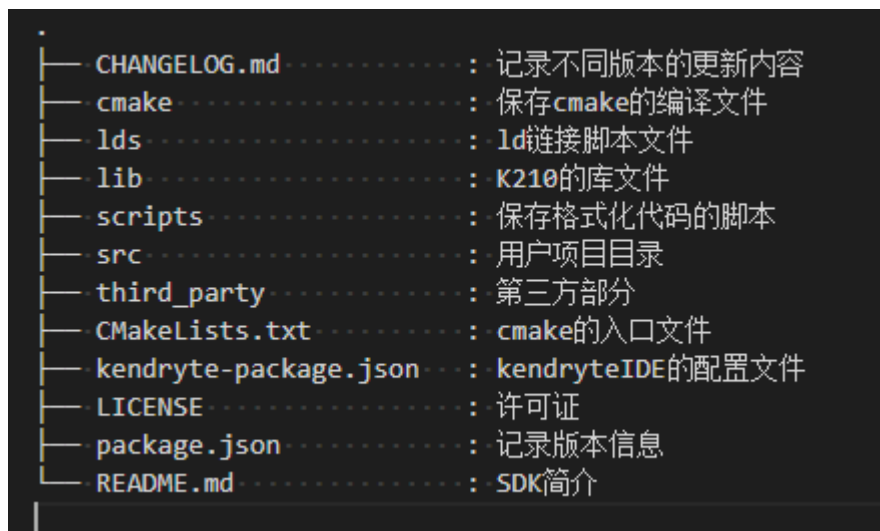 .
├── CHANGELOG.md : 记录不同版本的更新内容
├── cmake : 保存cmake的编译文件
├── lds : ld链接脚本文件
├── lib : K210的库文件
├── scripts : 保存格式化代码的脚本
├── src : 用户项目目录
├── third_party : 第三方部分
├── CMakeLists.txt : cmake的入口文件
├── kendryte-package.json : kendryteIDE的配置文件
├── LICENSE : 许可证
├── package.json : 记录版本信息
└── README.md : SDK简介